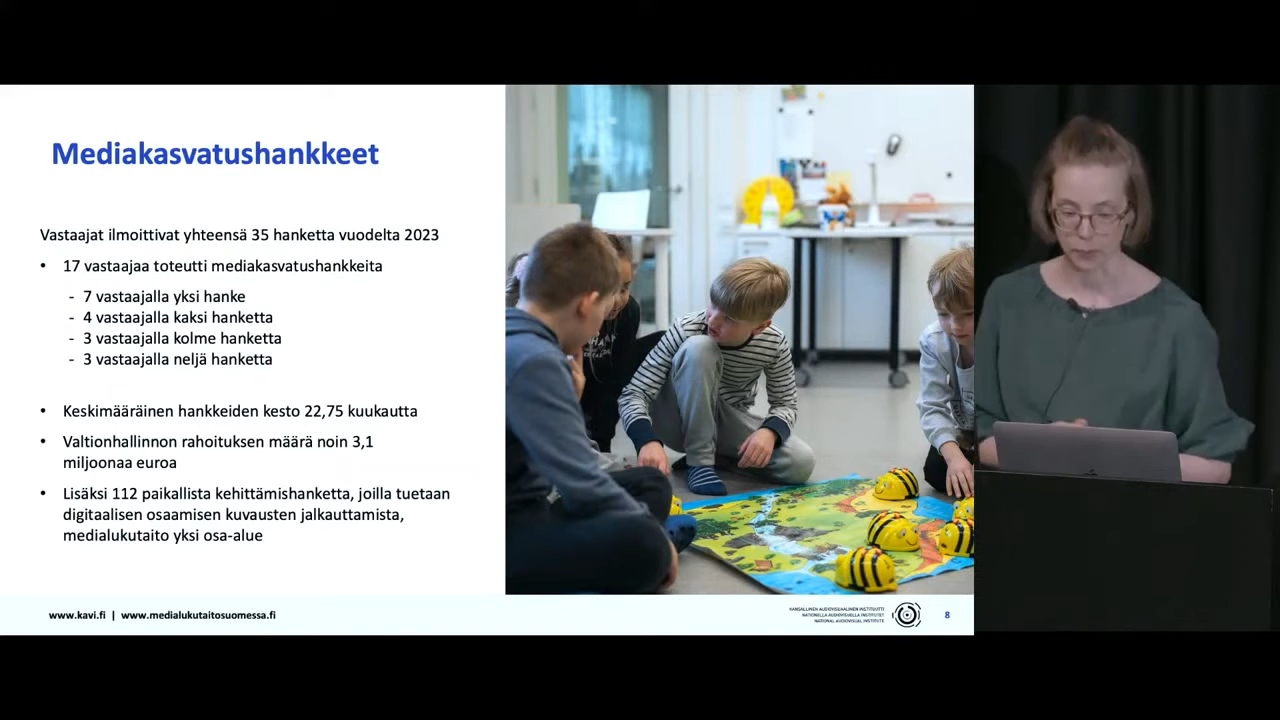 Mediakasvatushankkeet
Vastaajat ilmoittivat yhteensä 35 hanketta vuodelta 2023
• 17 vastaajaa toteutti mediakasvatushankkeita
- 7 vastaajalla yksi hanke
- 4 vastaajalla kaksi hanketta
- 3 vastaajalla kolme hanketta
- 3 vastaajalla neljä hanketta
• Keskimääräinen hankkeiden kesto 22,75 kuukautta
• Valtionhallinnon rahoituksen määrä noin 3,1
miljoonaa euroa
• Lisäksi 112 paikallista kehittämishanketta, joilla tuetaan
digitaalisen osaamisen kuvausten jalkauttamista,
medialukutaito yksi osa-alue
www.kavi.fi | www.medialukutaitosuomessa.fi
KANSALLINEN AUDIOVISUAALINEN INSTITUUTTI
NATIONELLA AUDIOVISUELLA INSTITUTET
NATIONAL AUDIOVISUAL INSTITUTE
8